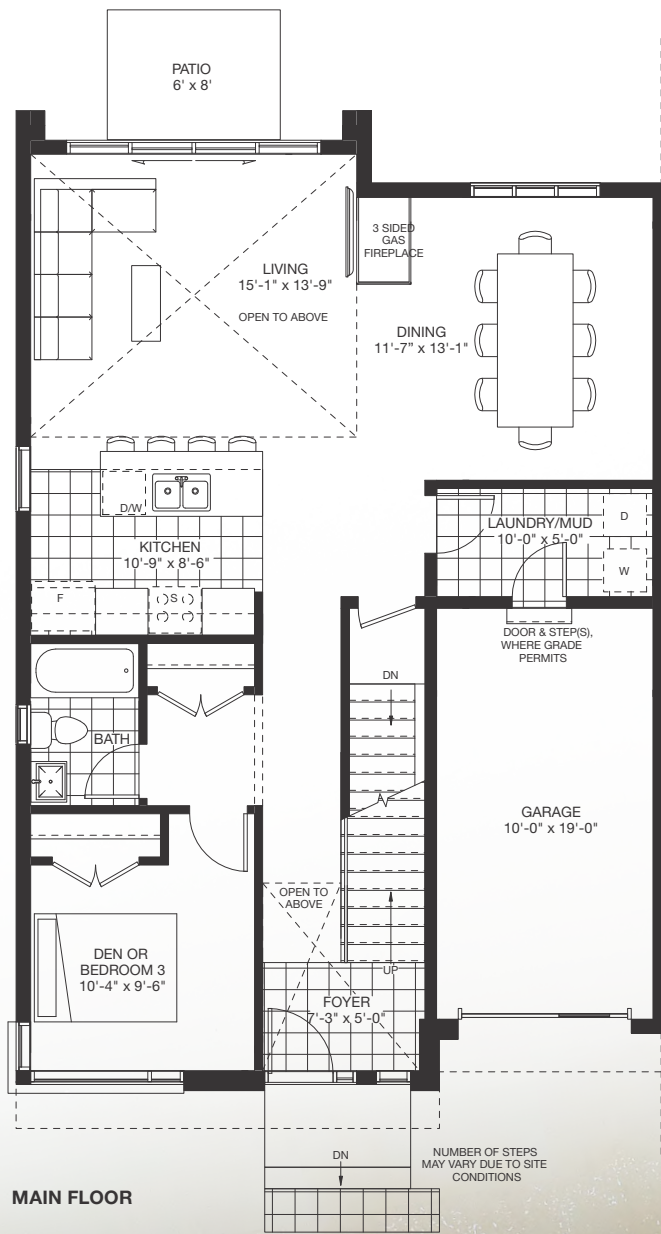 PATIO
6' x 8'
3 SIDED
GAS
FIREPLACE
LIVING
15'-1" x 13'-9"
OPEN TO ABOVE
DINING
11'-7” x 13'-1"
D/W
KITCHEN
10'-9" x 8'-6"
F
S
LAUNDRY/MUD
10'-0" x 5'-0"
D
W
DOOR & STEP(S),
WHERE GRADE
PERMITS
DN
BATH
GARAGE
10'-0" x 19'-0"
OPEN TO
ABOVE
DEN OR
BEDROOM 3
10'-4" x 9'-6"
UP
FOYER
7'-3" x 5'-0"
DN
NUMBER OF STEPS
MAY VARY DUE TO SITE
CONDITIONS
MAIN FLOOR